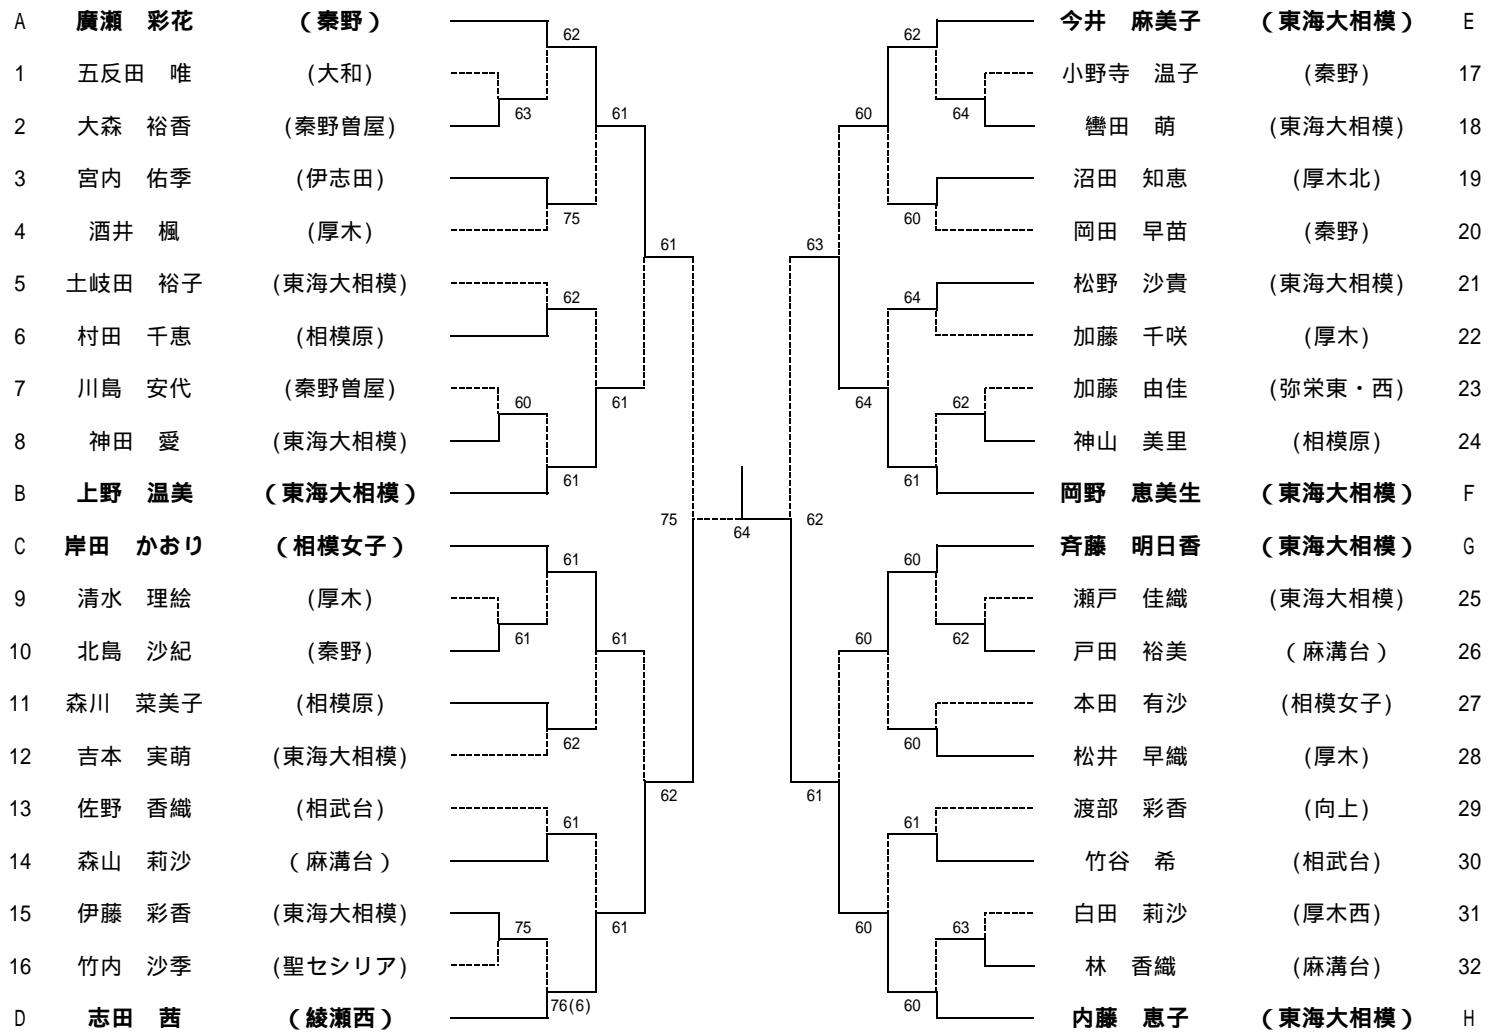 A 廣瀬 彩花 (秦野) 62 62 今井 麻美子 (東海大相模) E
1 五反田 唯 (大和) 小野寺 温子 (秦野) 17
63 61 60 64
2 大森 裕香 (秦野曽屋) 轡田 萌 (東海大相模) 18
3 宮内 佑季 (伊志田) 沼田 知恵 (厚木北) 19
75 60
4 酒井 楓 (厚木) 61 63 岡田 早苗 (秦野) 20
5 土岐田 裕子 (東海大相模) 62 64 松野 沙貴 (東海大相模) 21
6 村田 千恵 (相模原) 加藤 千咲 (厚木) 22
7 川島 安代 (秦野曽屋) 60 61 64 62 加藤 由佳 (弥栄東・西) 23
8 神田 愛 (東海大相模) 神山 美里 (相模原) 24
61 61
B 上野 温美 (東海大相模) 岡野 恵美生 (東海大相模) F
75 64 62
C 岸田 かおり (相模女子) 61 60 斉藤 明日香 (東海大相模) G
9 清水 理絵 (厚木) 瀬戸 佳織 (東海大相模) 25
61 61 60 62
10 北島 沙紀 (秦野) 戸田 裕美 (麻溝台) 26
11 森川 菜美子 (相模原) 本田 有沙 (相模女子) 27
62 60
12 吉本 実萌 (東海大相模) 松井 早織 (厚木) 28
62 61
13 佐野 香織 (相武台) 61 61 渡部 彩香 (向上) 29
14 森山 莉沙 (麻溝台) 竹谷 希 (相武台) 30
15 伊藤 彩香 (東海大相模) 75 61 60 63 白田 莉沙 (厚木西) 31
16 竹内 沙季 (聖セシリア) 林 香織 (麻溝台) 32
76(6) 60
D 志田 茜 (綾瀬西) 内藤 恵子 (東海大相模) H